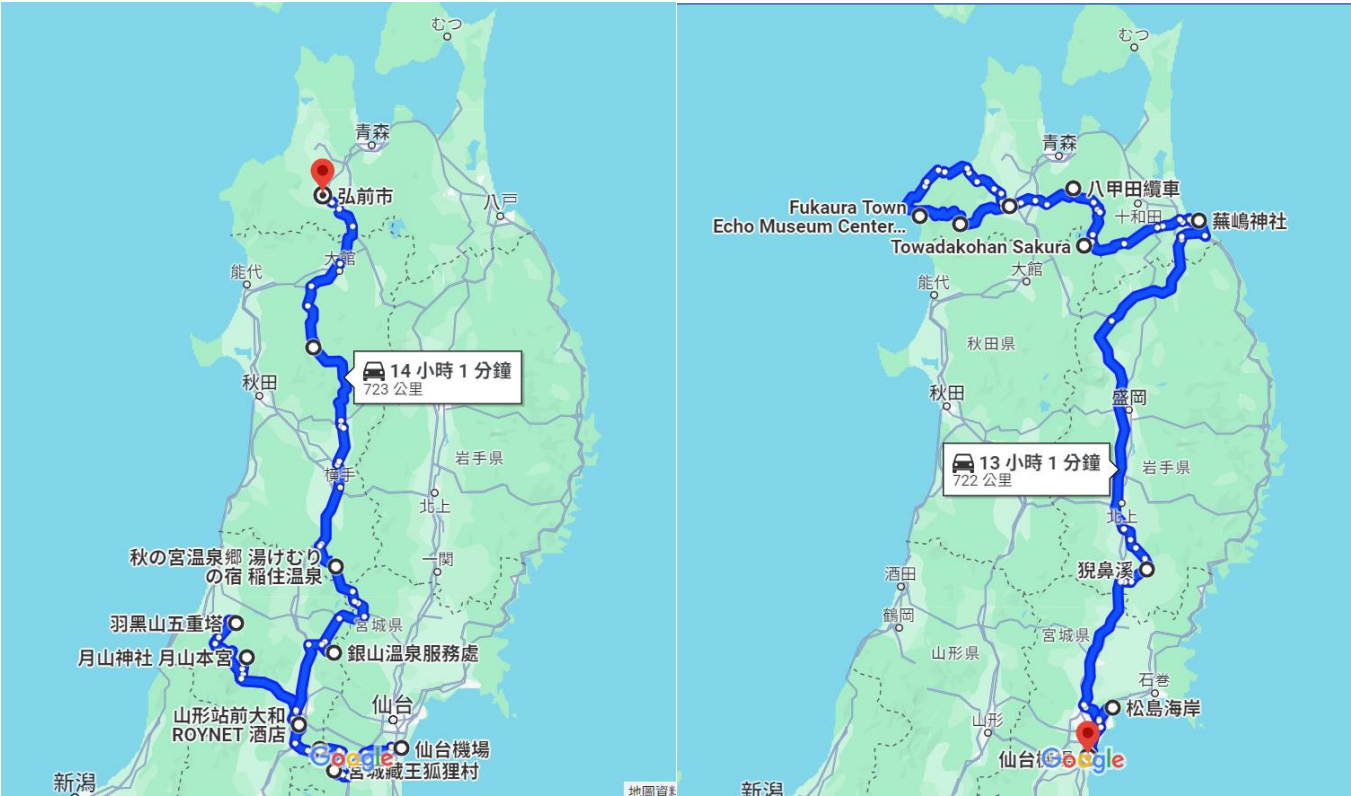 むつ
青森
弘前市
八戸
大館
能代
14 小時 1 分鐘
723 公里
秋田
岩手県
横手
北上
秋の宮温泉郷 湯けむり
の宿 稲住温泉
一関
羽黑山五重塔
宮城県
月山神社 月山本宮
銀山温泉服務處
山形站前大和
ROYNET 酒店
仙台
仙台機場
Google
宮城藏王狐狸村
新潟
地圖資料
むつ
青森
八甲田纜車
Fukaura Town
Echo Museum Center...
十和田
蕪嶋神社
Towadakohan Sakura
大館
能代
秋田県
秋田
盛岡
13 小時 1 分鐘
722 公里
岩手県
北上
猊鼻溪
酒田
鶴岡
宮城県
山形県
石巻
松島海岸
山形
Google
新潟